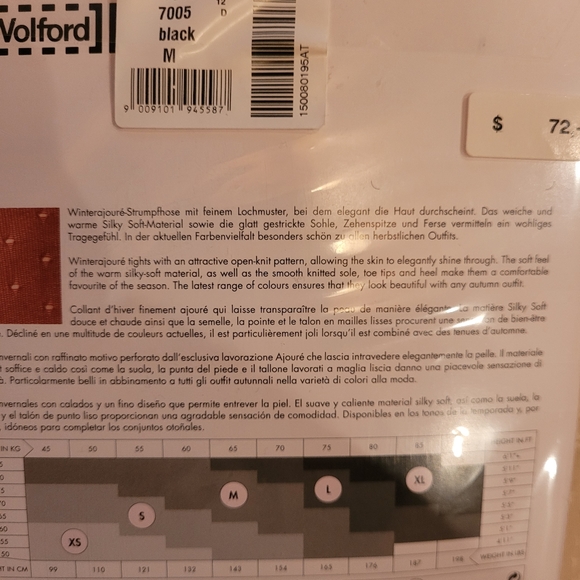 Wolford
12
7005 D
black
M
9 009101 945587
150080195AT
$ 72.-
Winterajouré-Strumpfhose mit feinem Lochmuster, bei dem elegant die Haut durchscheint. Das weiche und
warme Silky Soft-Material sowie die glatt gestrickte Sohle, Zehenspitze und Ferse vermitteln ein wohliges
Tragegefühl. In der aktuellen Farbenvielfalt besonders schön zu allen herbstlichen Outfits.
Winterajouré tights with an attractive open-knit pattern, allowing the skin to elegantly shine through. The soft feel
of the warm silky-soft material, as well as the smooth knitted sole, toe tips and heel make them a comfortable
favourite of the season. The latest range of colours ensures that they look beautiful with any autumn outfit.
Collant d'hiver finement ajouré qui laisse transparaître la peau de manière élégante. La matière Silky Soft
douce et chaude ainsi que la semelle, la pointe et le talon en mailles lisses procurent une sensation de bien-être
. Décliné en une multitude de couleurs actuelles, il est particulièrement joli lorsqu'il est combiné avec des tenues d'automne.
nvernali con raffinato motivo perforato dall'esclusiva lavorazione Ajouré che lascia intravedere elegantemente la pelle. Il materiale
t soffice e caldo così come la suola, la punta del piede e il tallone lavorati a maglia liscia danno una piacevole sensazione di
à. Particolarmente belli in abbinamento a tutti gli outfit autunnali nella varietà di colori alla moda.
nvernales con calados y un fino diseño que permite entrever la piel. El suave y caliente material silky soft, así como la suela, la
y el talón de punto liso proporcionan una agradable sensación de comodidad. Disponibles en los tonos de la temporada y, por
, idóneos para completar los conjuntos otoñales.
IN KG 45 50 55 60 65 70 75 80 85
XS S M L XL
T IN CM 99 110 121 132 143 154 165 176 187 198 WEIGHT IN LBS